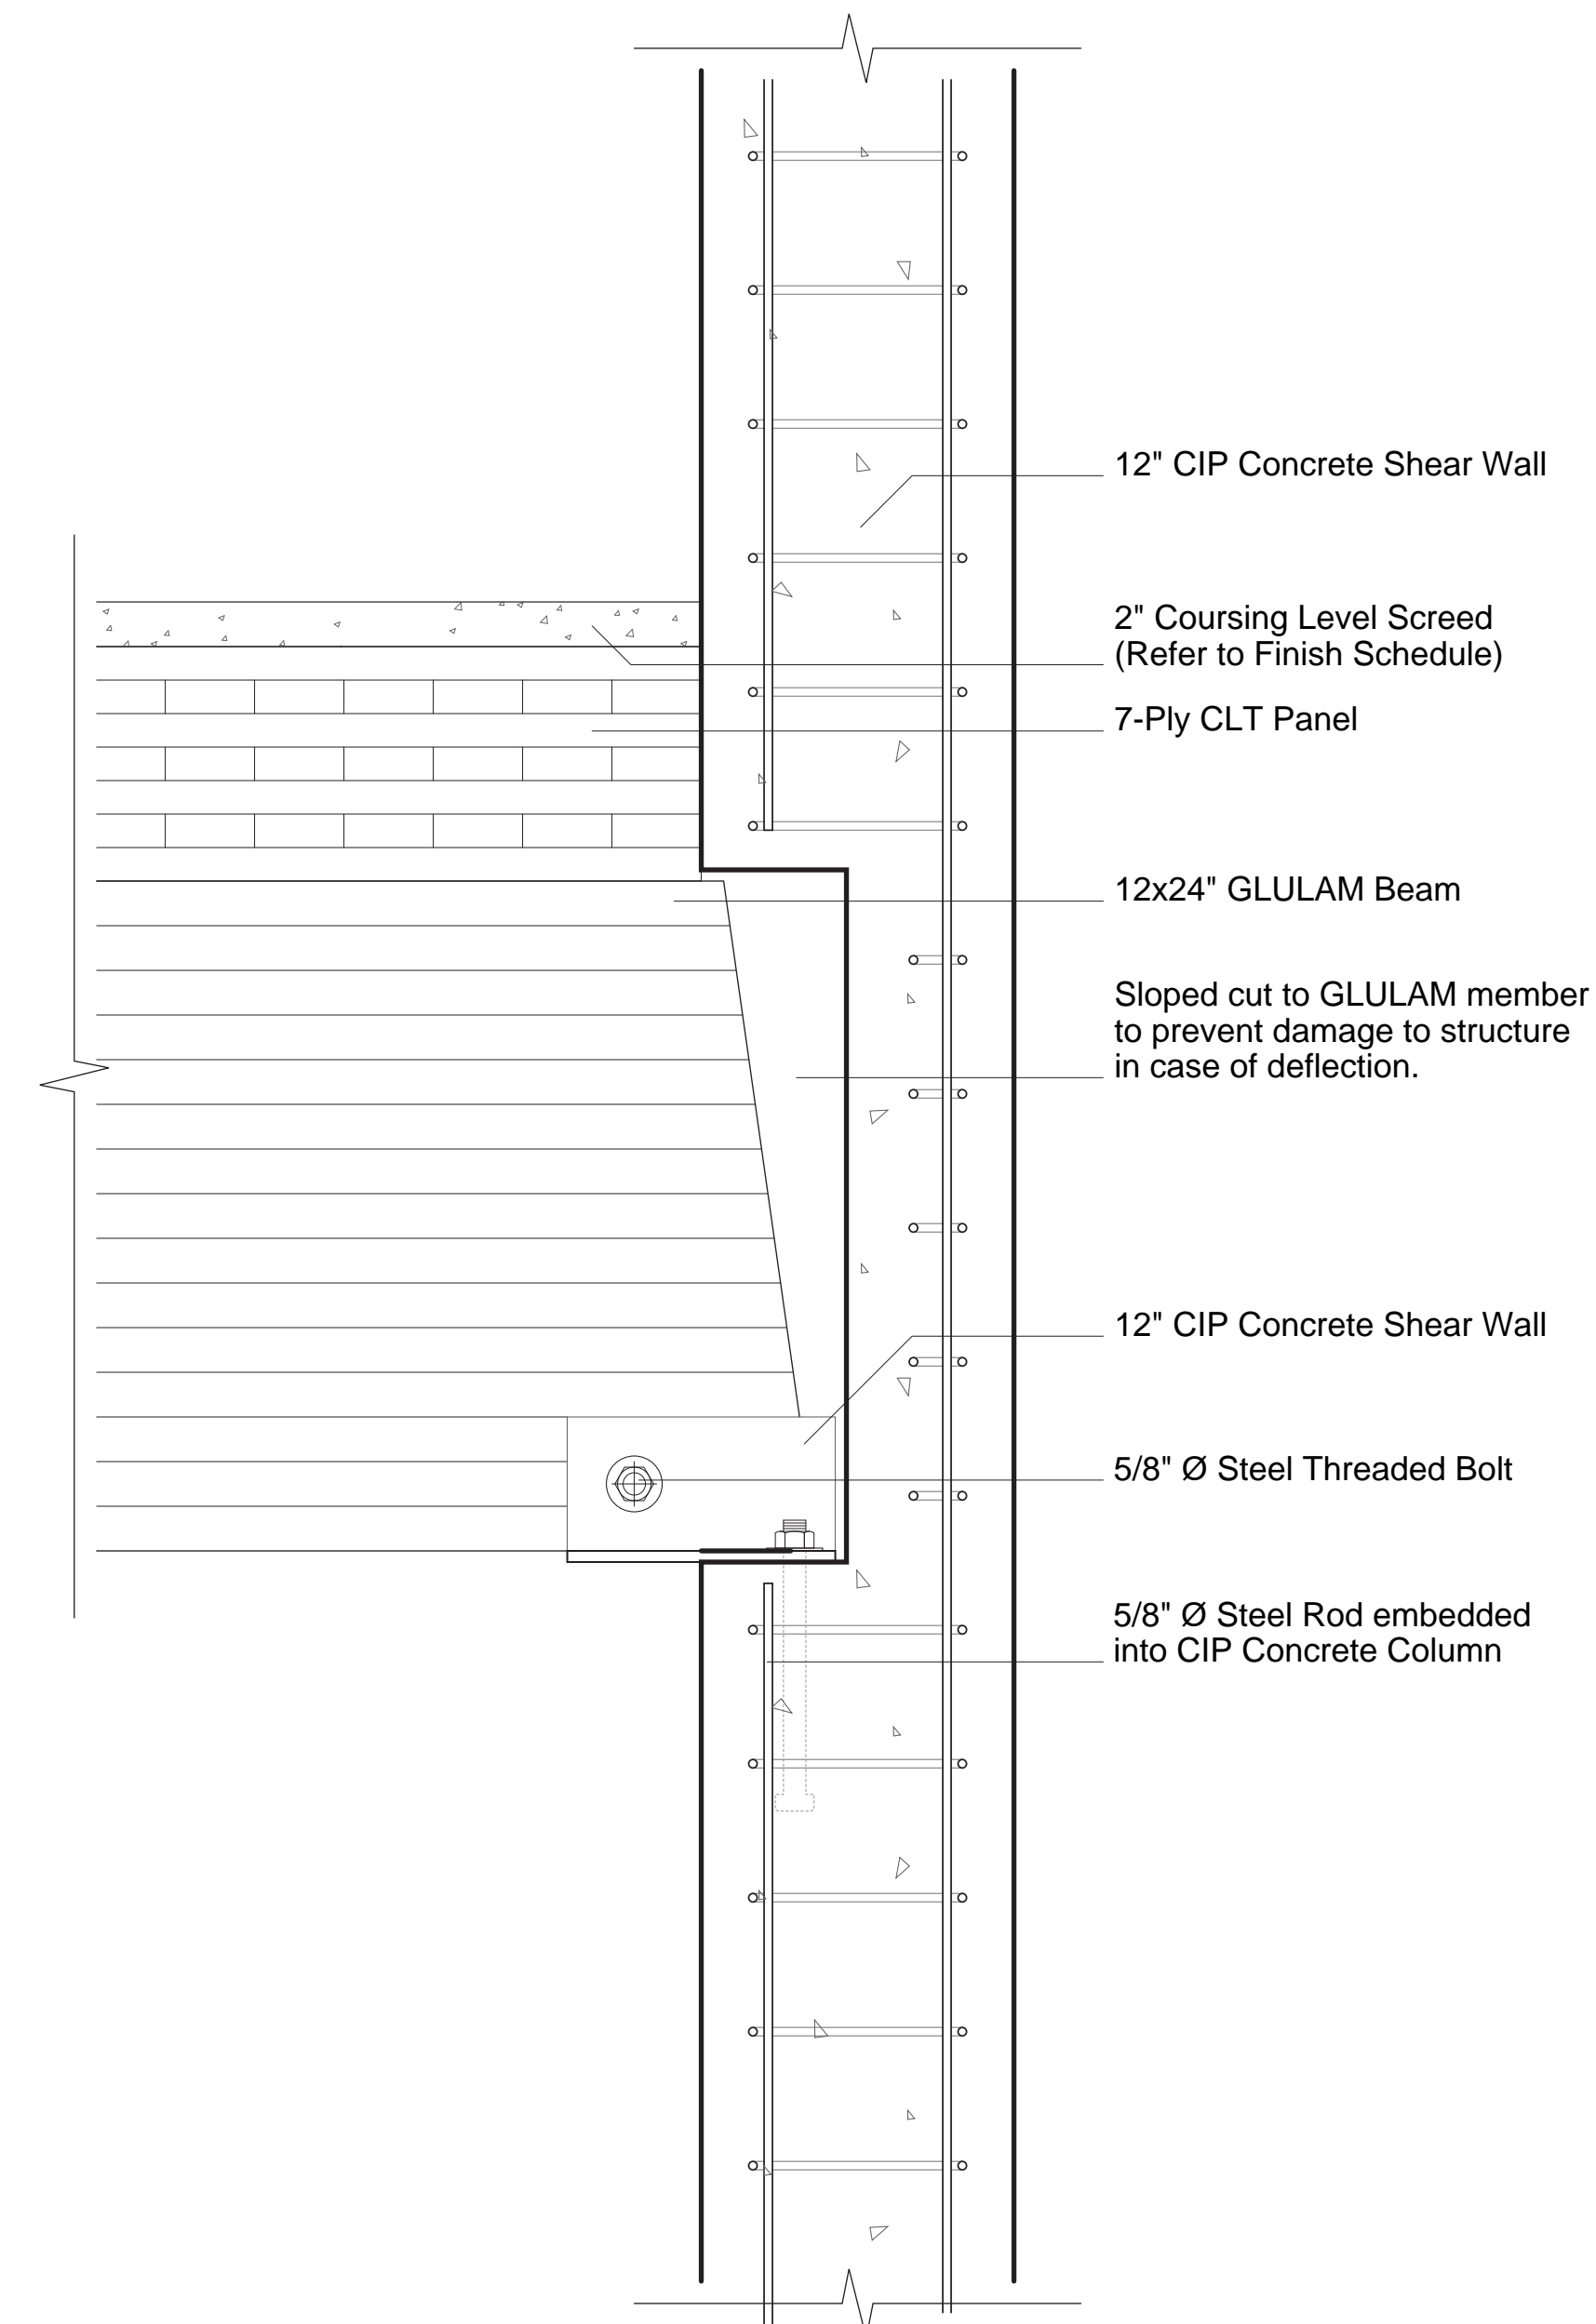 12" CIP Concrete Shear Wall
2" Coursing Level Screed
(Refer to Finish Schedule)
7-Ply CLT Panel
12x24" GLULAM Beam
Sloped cut to GLULAM member
to prevent damage to structure
in case of deflection.
12" CIP Concrete Shear Wall
5/8" Ø Steel Threaded Bolt
5/8" Ø Steel Rod embedded
into CIP Concrete Column